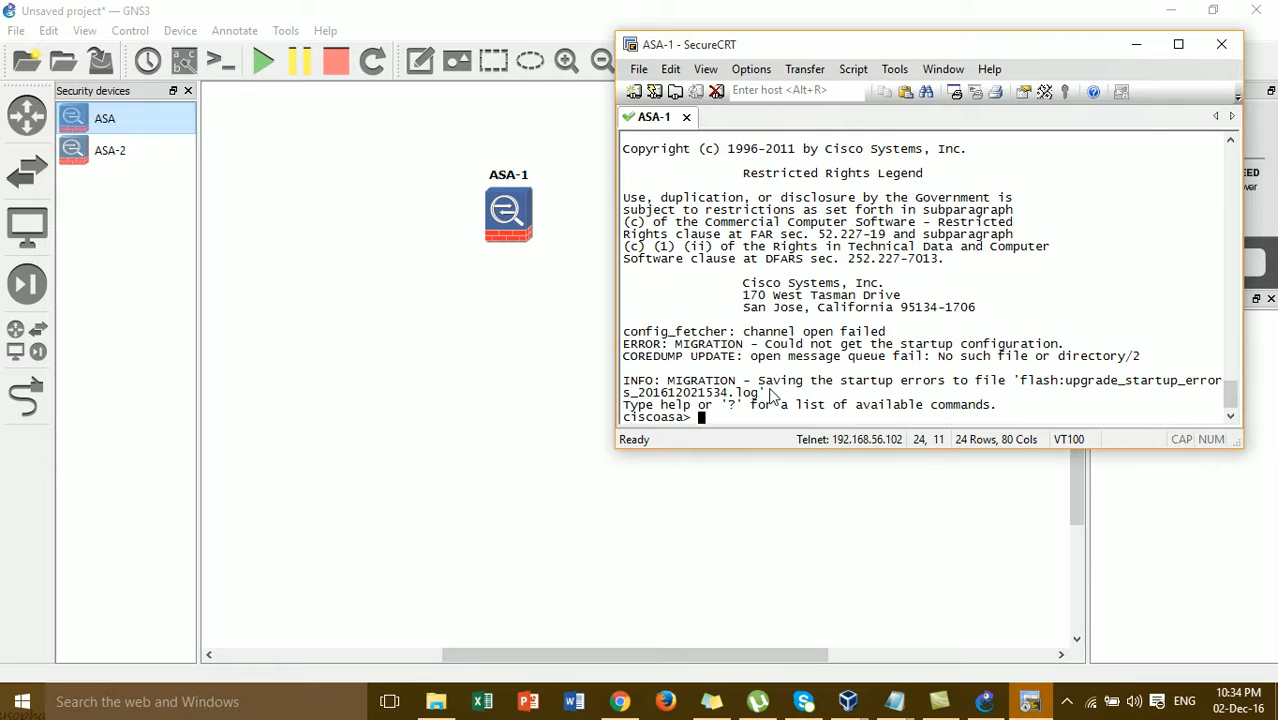 Unsaved project* - GNS3
File Edit View Control Device Annotate Tools Help
Security devices
ASA
ASA-2
ASA-1
ASA-1 - SecureCRT
File Edit View Options Transfer Script Tools Window Help
Enter host <Alt+R>
ASA-1
Copyright (c) 1996-2011 by Cisco Systems, Inc.
Restricted Rights Legend
Use, duplication, or disclosure by the Government is
subject to restrictions as set forth in subparagraph
(c) of the Commercial Computer Software - Restricted
Rights clause at FAR sec. 52.227-19 and subparagraph
(c) (1) (ii) of the Rights in Technical Data and Computer
Software clause at DFARS sec. 252.227-7013.
Cisco Systems, Inc.
170 West Tasman Drive
San Jose, California 95134-1706
config_fetcher: channel open failed
ERROR: MIGRATION - Could not get the startup configuration.
COREDUMP UPDATE: open message queue fail: No such file or directory/2
INFO: MIGRATION - Saving the startup errors to file 'flash:upgrade_startup_error
s_201612021534.log'
Type help or '?' for a list of available commands.
ciscoasa>
Ready Telnet: 192.168.56.102 24, 11 24 Rows, 80 Cols VT100 CAP NUM
Search the web and Windows
ENG
10:34 PM
02-Dec-16